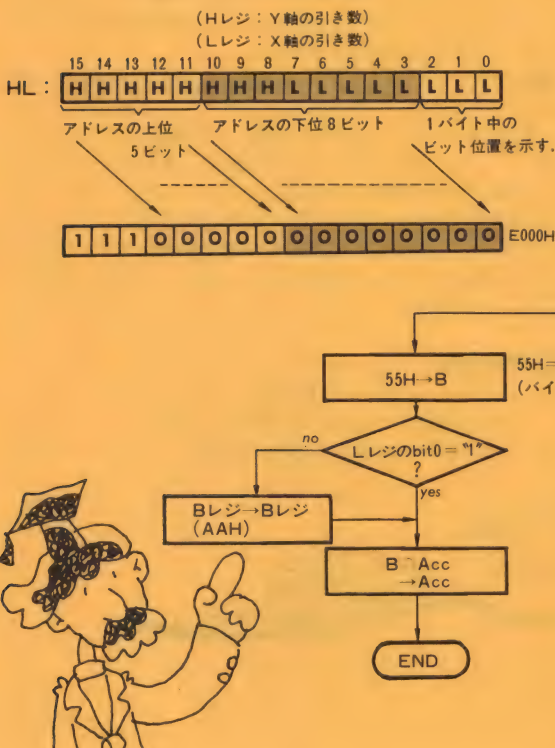 (Hレジ：Y軸の引き数)
(Lレジ：X軸の引き数)
15 14 13 12 11 10 9 8 7 6 5 4 3 2 1 0
HL： H H H H H H H H L L L L L L L L
アドレスの上位
5ビット
アドレスの下位8ビット
1バイト中の
ビット位置を示す.
1 1 1 0 0 0 0 0 0 0 0 0 0 0 0 0 E000H
55H→B
55H=
(バイ
Lレジのbit0="1"
?
no
yes
Bレジ→Bレジ
(AAH)
B Acc
→Acc
END